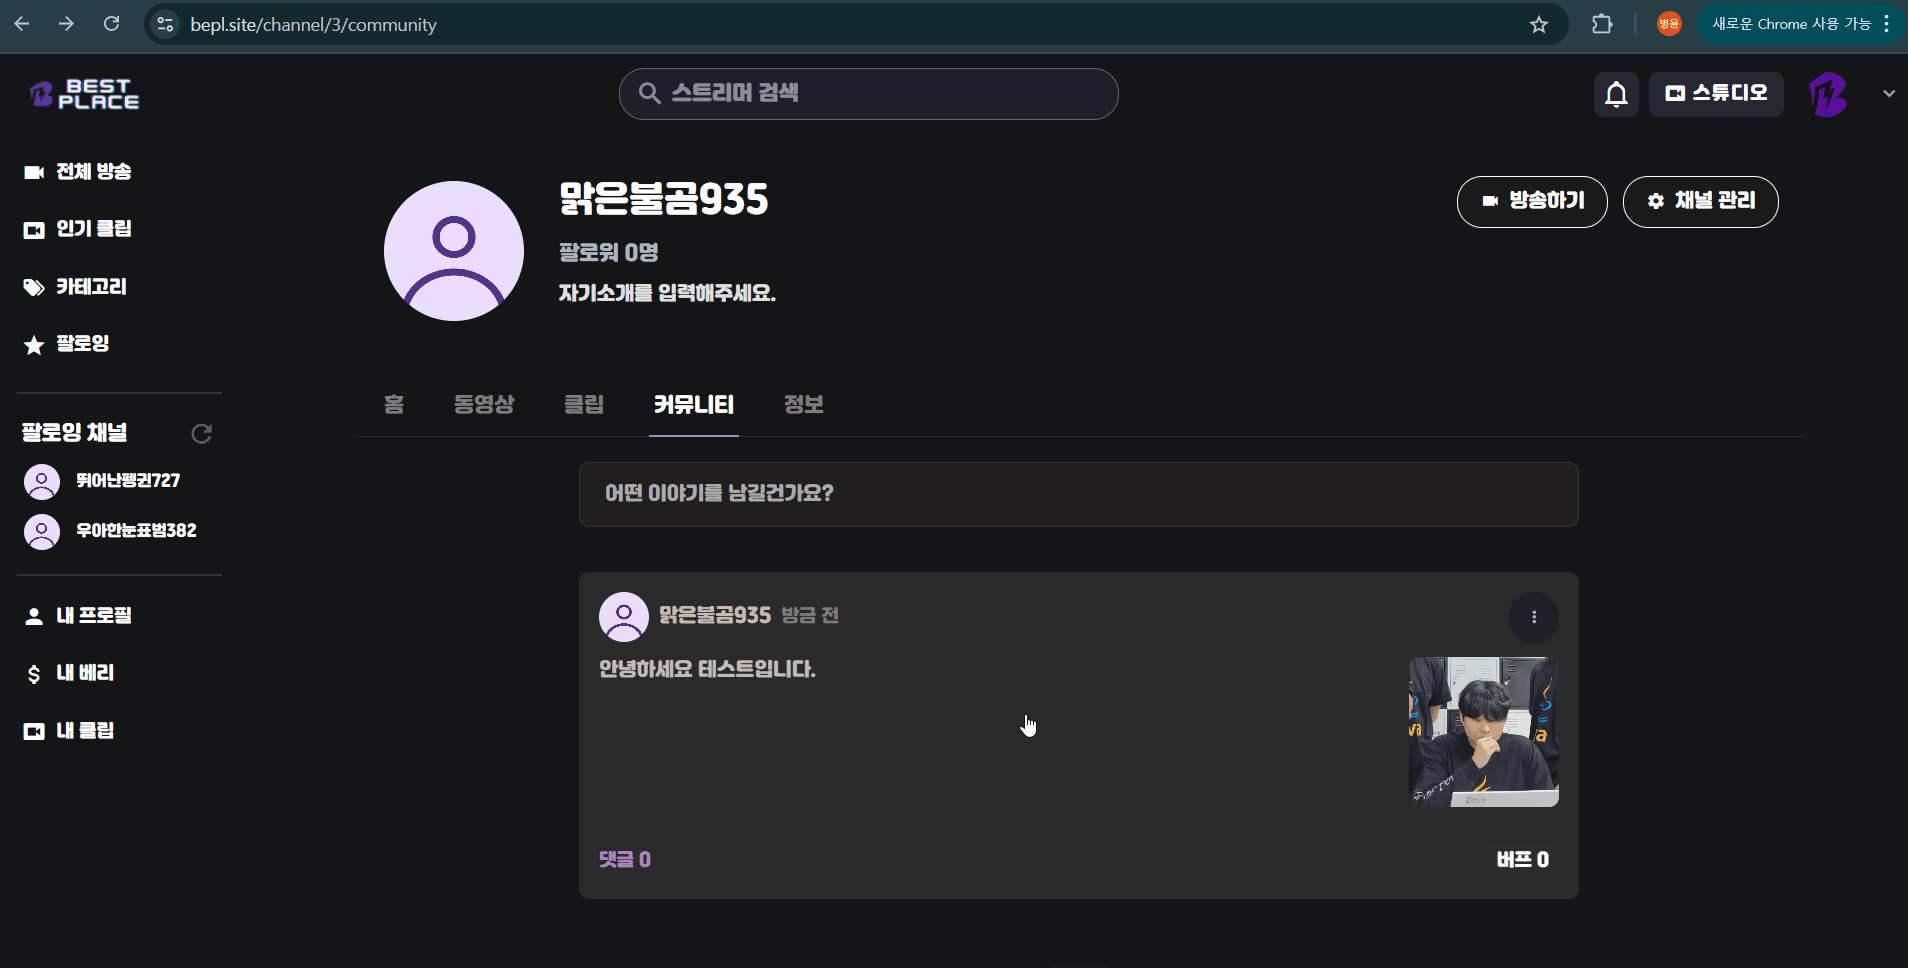 bepl.site/channel/3/community
병윤
새로운 Chrome 사용 가능
BEST
PLACE
스트리머 검색
스튜디오
전체 방송
인기 클립
카테고리
팔로잉
팔로잉 채널
뛰어난펭귄727
우아한눈표범382
내 프로필
내 베리
내 클립
맑은불곰935
팔로워 0명
자기소개를 입력해주세요.
방송하기
채널 관리
홈
동영상
클립
커뮤니티
정보
어떤 이야기를 남길건가요?
맑은불곰935 방금 전
안녕하세요 테스트입니다.
댓글 0
버프 0